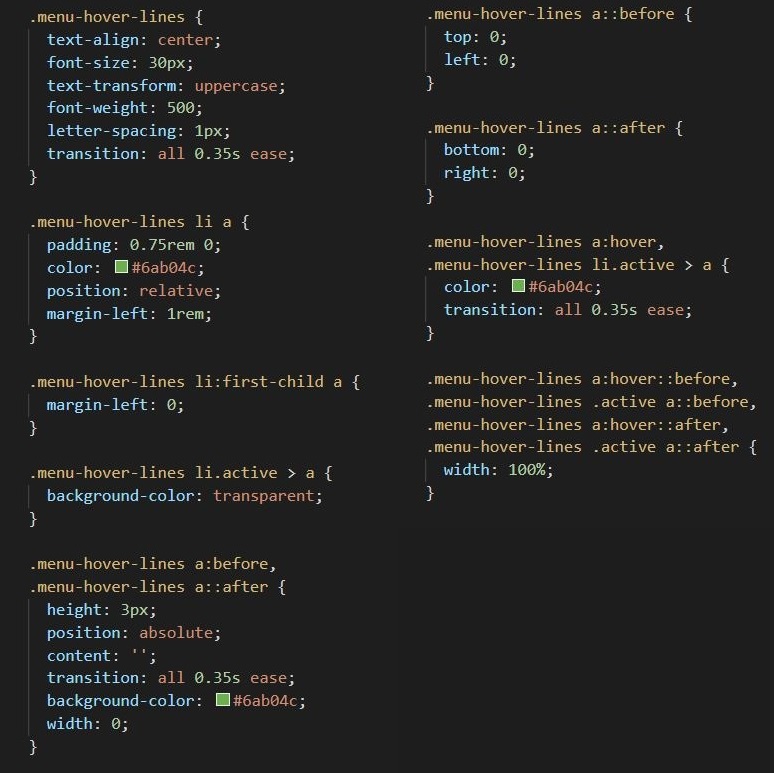 .menu-hover-lines {
  text-align: center;
  font-size: 30px;
  text-transform: uppercase;
  font-weight: 500;
  letter-spacing: 1px;
  transition: all 0.35s ease;
}

.menu-hover-lines li a {
  padding: 0.75rem 0;
  color: #6ab04c;
  position: relative;
  margin-left: 1rem;
}

.menu-hover-lines li:first-child a {
  margin-left: 0;
}

.menu-hover-lines li.active > a {
  background-color: transparent;
}

.menu-hover-lines a:before,
.menu-hover-lines a::after {
  height: 3px;
  position: absolute;
  content: '';
  transition: all 0.35s ease;
  background-color: #6ab04c;
  width: 0;
}

.menu-hover-lines a::before {
  top: 0;
  left: 0;
}

.menu-hover-lines a::after {
  bottom: 0;
  right: 0;
}

.menu-hover-lines a:hover,
.menu-hover-lines li.active > a {
  color: #6ab04c;
  transition: all 0.35s ease;
}

.menu-hover-lines a:hover::before,
.menu-hover-lines .active a::before,
.menu-hover-lines a:hover::after,
.menu-hover-lines .active a::after {
  width: 100%;
}